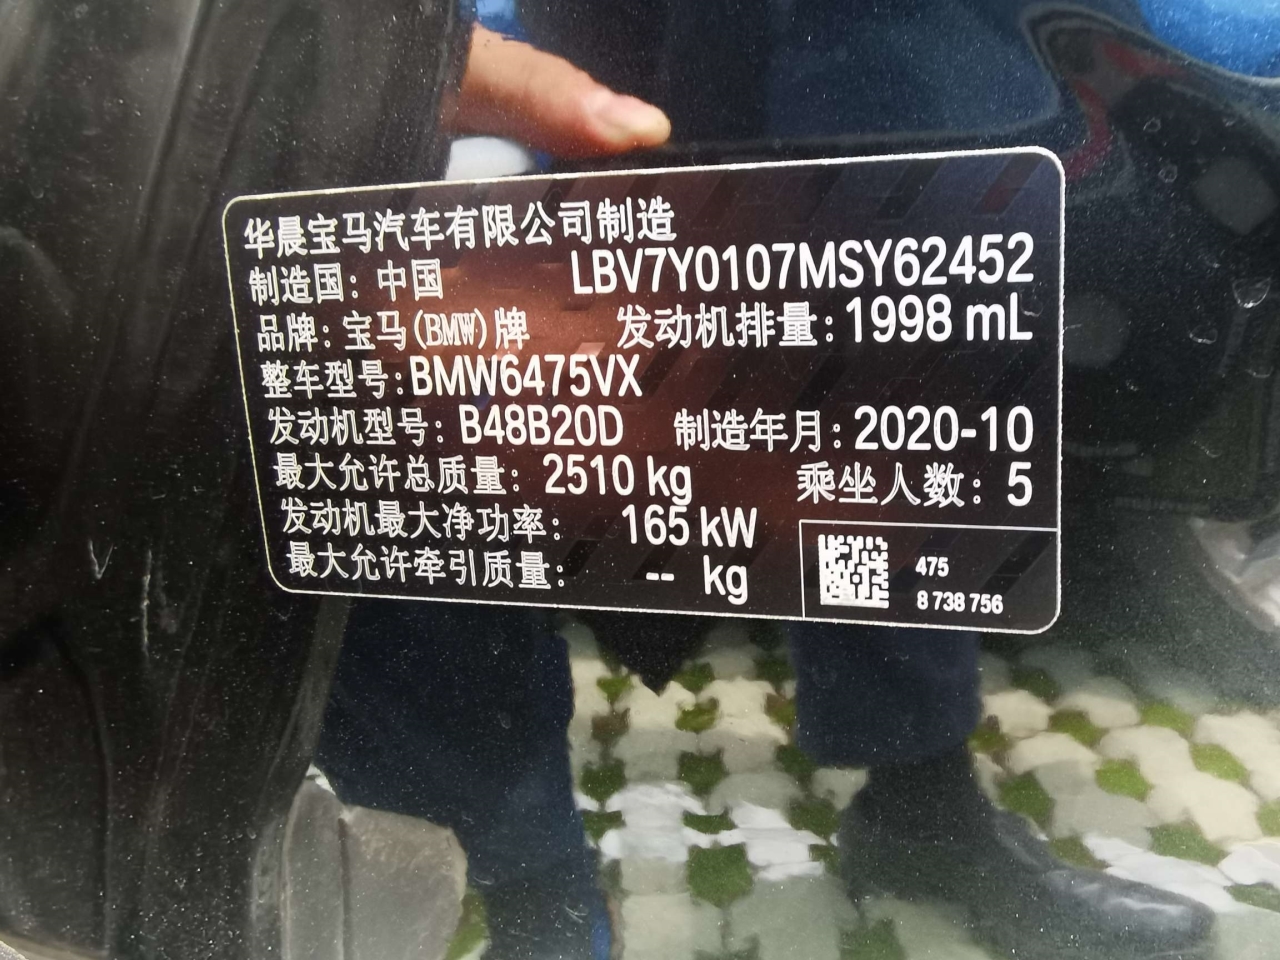 华晨宝马汽车有限公司制造
制造国：中国 LBV7Y0107MSY62452
品牌：宝马(BMW)牌 发动机排量：1998 mL
整车型号：BMW6475VX
发动机型号：B48B20D 制造年月：2020-10
最大允许总质量：2510 kg 乘坐人数：5
发动机最大净功率：165 kW
最大允许牵引质量：-- kg
475
8 738 756